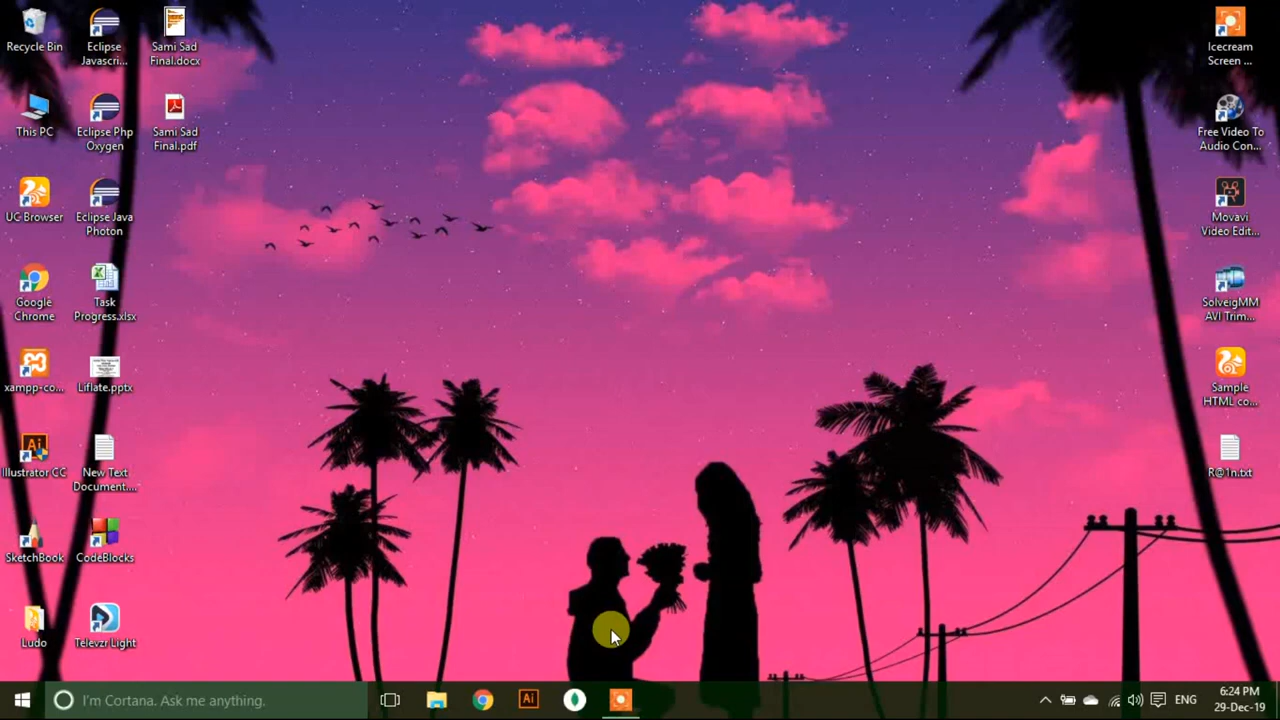 Recycle Bin
Eclipse
Javascri...
Sami Sad
Final.docx
This PC
Eclipse Php
Oxygen
Sami Sad
Final.pdf
UC Browser
Eclipse Java
Photon
Google
Chrome
Task
Progress.xlsx
xampp-co...
Liflate.pptx
Ai
Illustrator CC
New Text
Document....
SketchBook
CodeBlocks
Ludo
Televzr Light
Icecream
Screen ...
Free Video To
Audio Con...
Movavi
Video Edit...
SolveigMM
AVI Trim...
Sample
HTML co...
R@1n.txt
I'm Cortana. Ask me anything.
Ai
ENG
6:24 PM
29-Dec-19